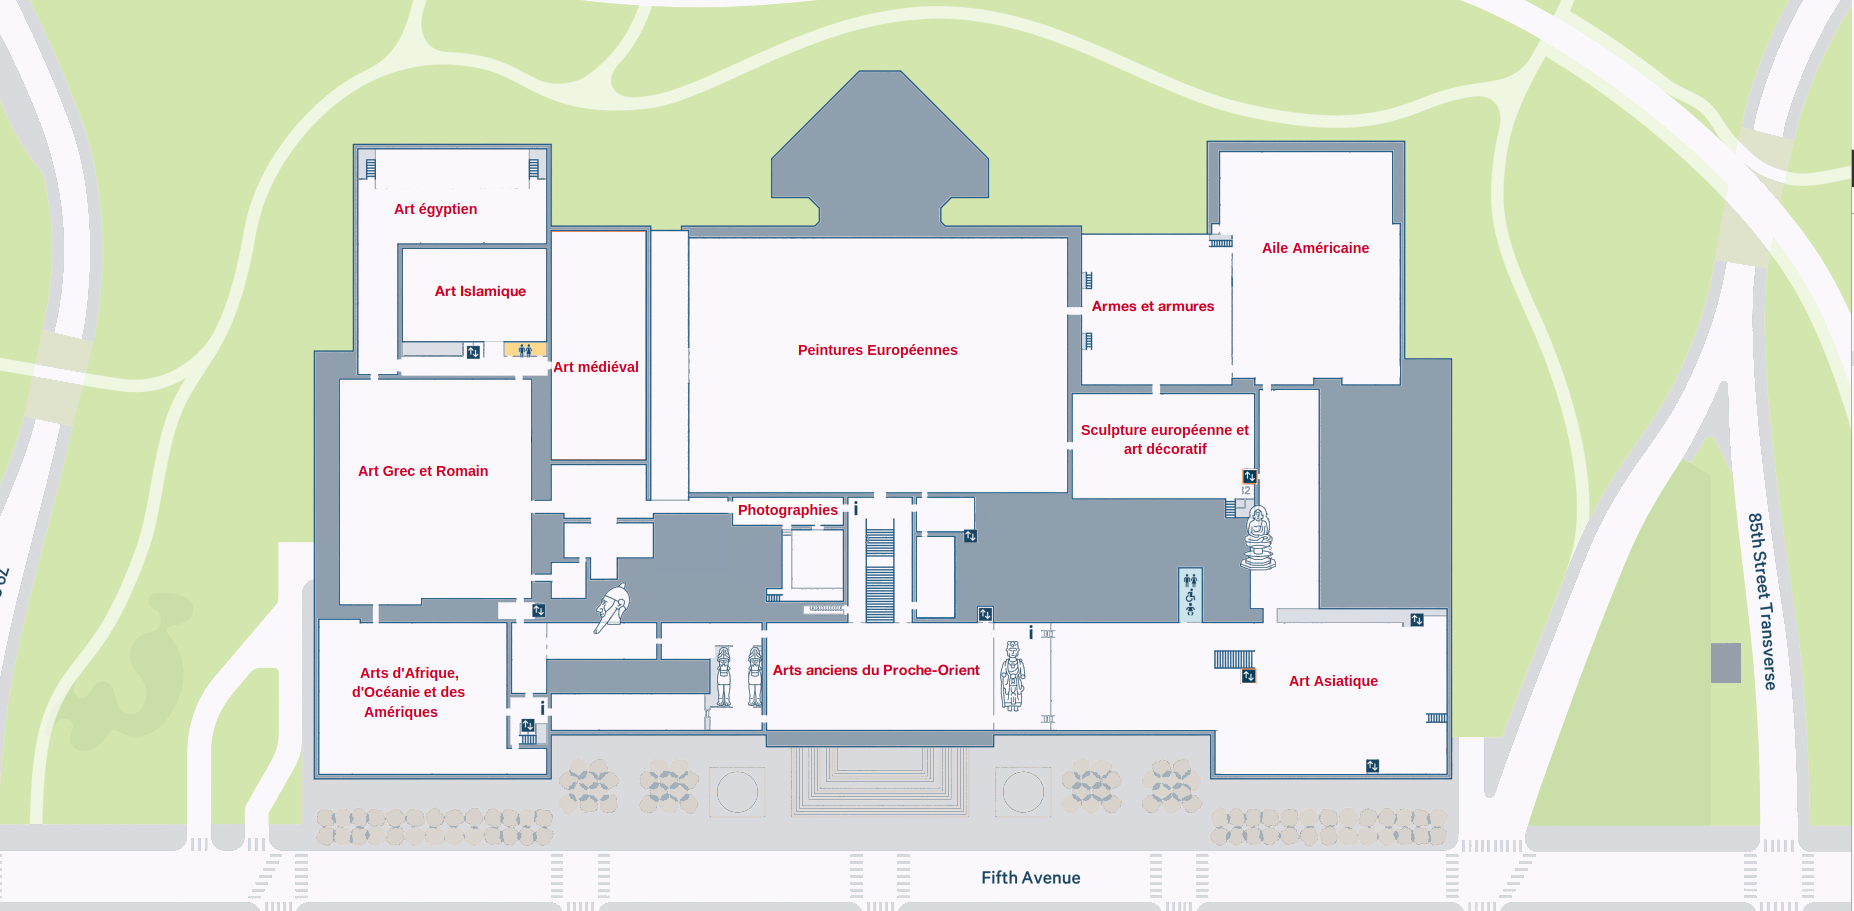 Art égyptien
Aile Américaine
Art Islamique
Armes et armures
Peintures Européennes
Art médiéval
Sculpture européenne et
art décoratif
Art Grec et Romain
Photographies
i
85th Street Transverse
i
Arts d'Afrique,
d'Océanie et des
Amériques
Arts anciens du Proche-Orient
Art Asiatique
i
Fifth Avenue